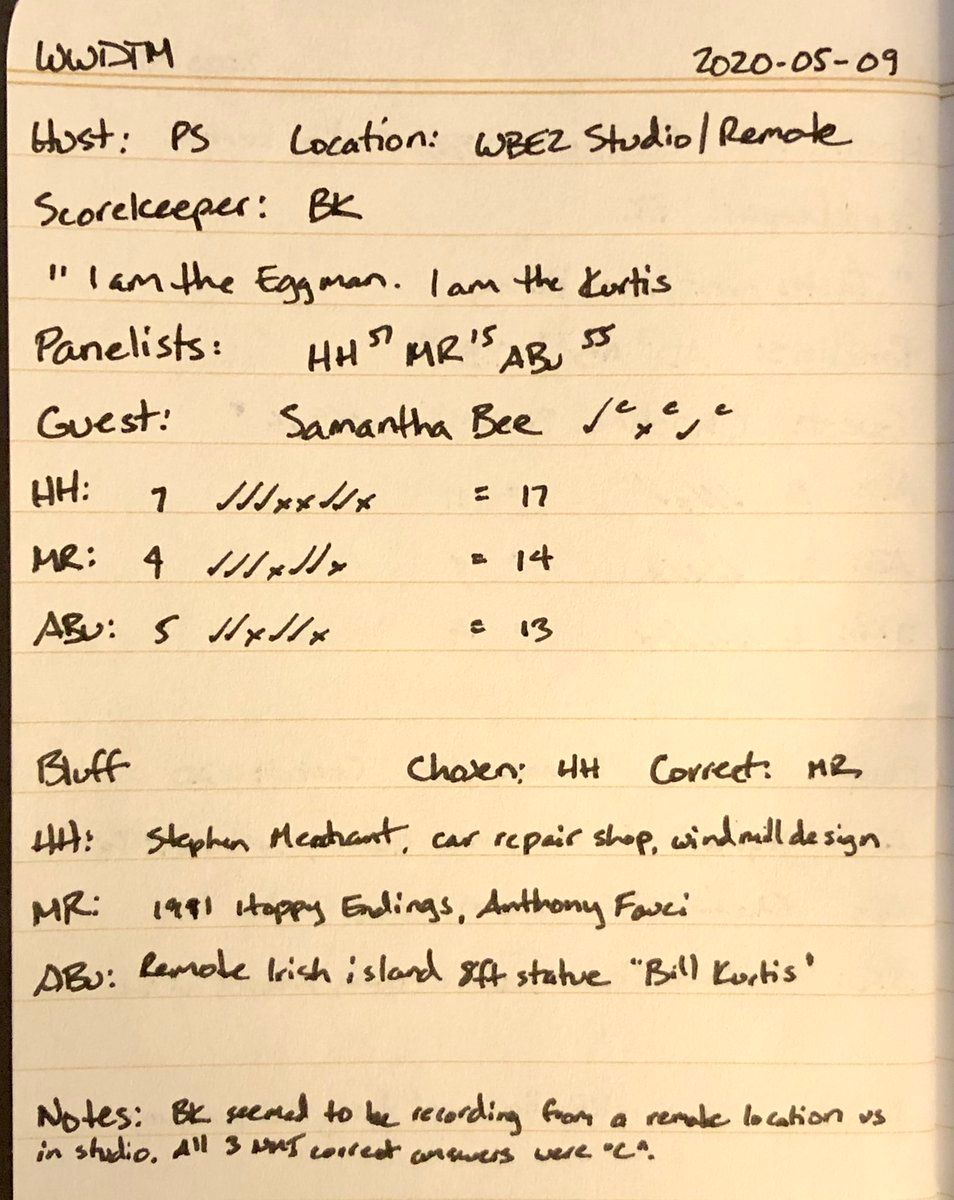 WWDTM 2020-05-09
Host: PS Location: WBEZ Studio/Remote
Scorekeeper: BK
" I am the Eggman. I am the Kurtis
Panelists: HH 57 MR 15 ABu 55
Guest: Samantha Bee ✓ c x c ✓ c
HH: 7 ✓✓✓xx✓✓x = 17
MR: 4 ✓✓✓x✓✓x = 14
ABu: 5 ✓✓x✓✓x = 13
Bluff Chosen: HH Correct: MR
HH: Stephen Merchant, car repair shop, windmill design
MR: 1991 Happy Endings, Anthony Fauci
ABu: Remote Irish island 8ft statue "Bill Kurtis'
Notes: BK seemed to be recording from a remote location vs
in studio. All 3 NMJ correct answers were "C".